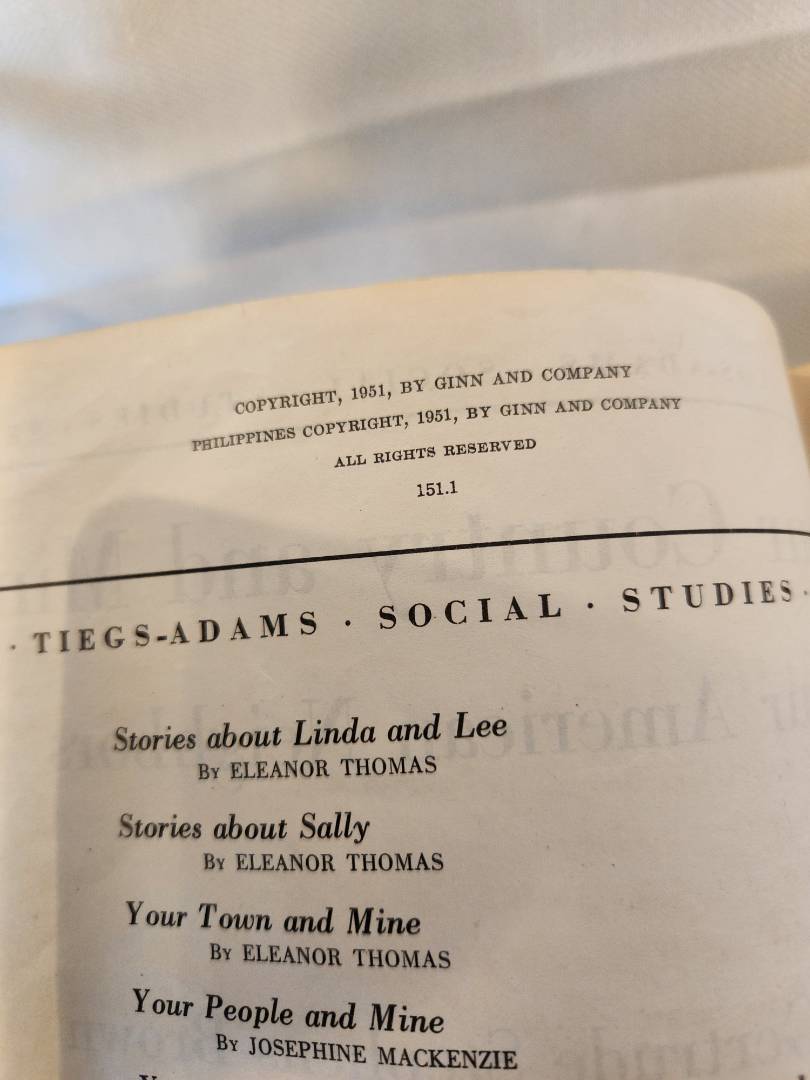 COPYRIGHT, 1951, BY GINN AND COMPANY
PHILIPPINES COPYRIGHT, 1951, BY GINN AND COMPANY
ALL RIGHTS RESERVED
151.1
· TIEGS-ADAMS · SOCIAL · STUDIES ·
Stories about Linda and Lee
By ELEANOR THOMAS
Stories about Sally
By ELEANOR THOMAS
Your Town and Mine
By ELEANOR THOMAS
Your People and Mine
By JOSEPHINE MACKENZIE